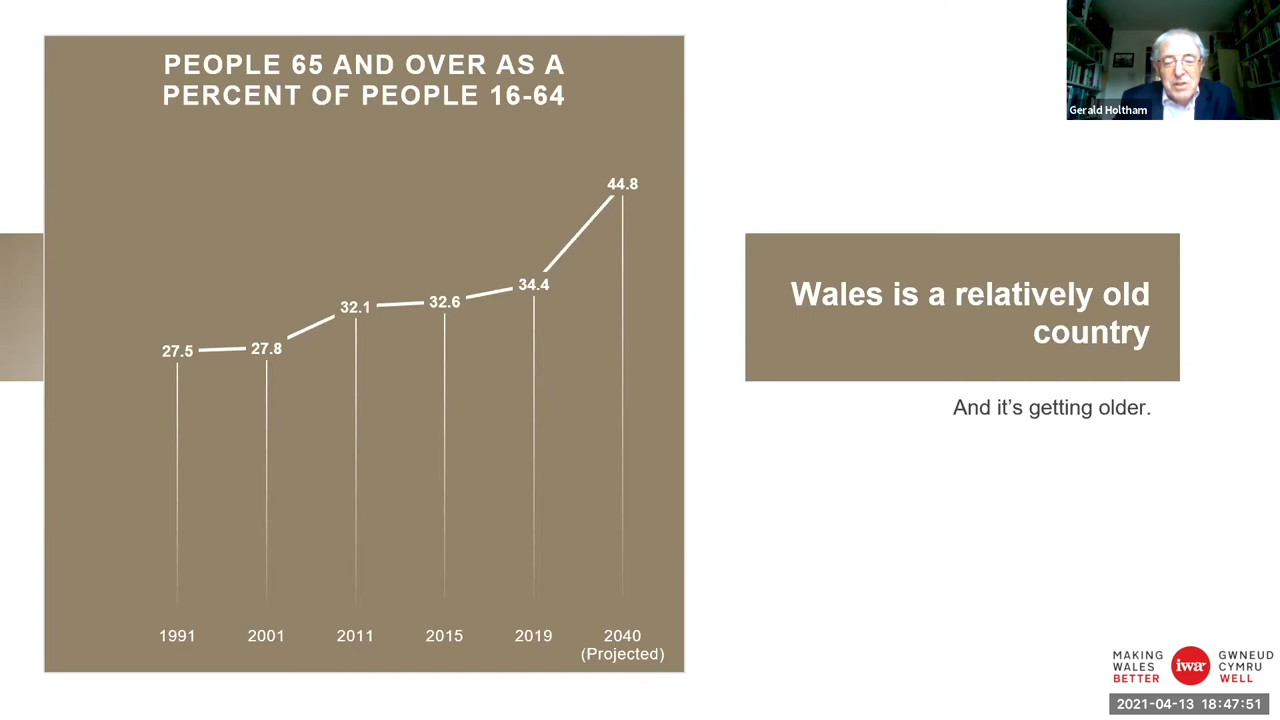 PEOPLE 65 AND OVER AS A
PERCENT OF PEOPLE 16-64
44.8
34.4
32.6
32.1
27.8
27.5
1991 2001 2011 2015 2019 2040
(Projected)
Gerald Holtham
Wales is a relatively old
country
And it’s getting older.
MAKING
WALES
BETTER
iwa
GWNEUD
CYMRU
WELL
2021-04-13 18:47:51